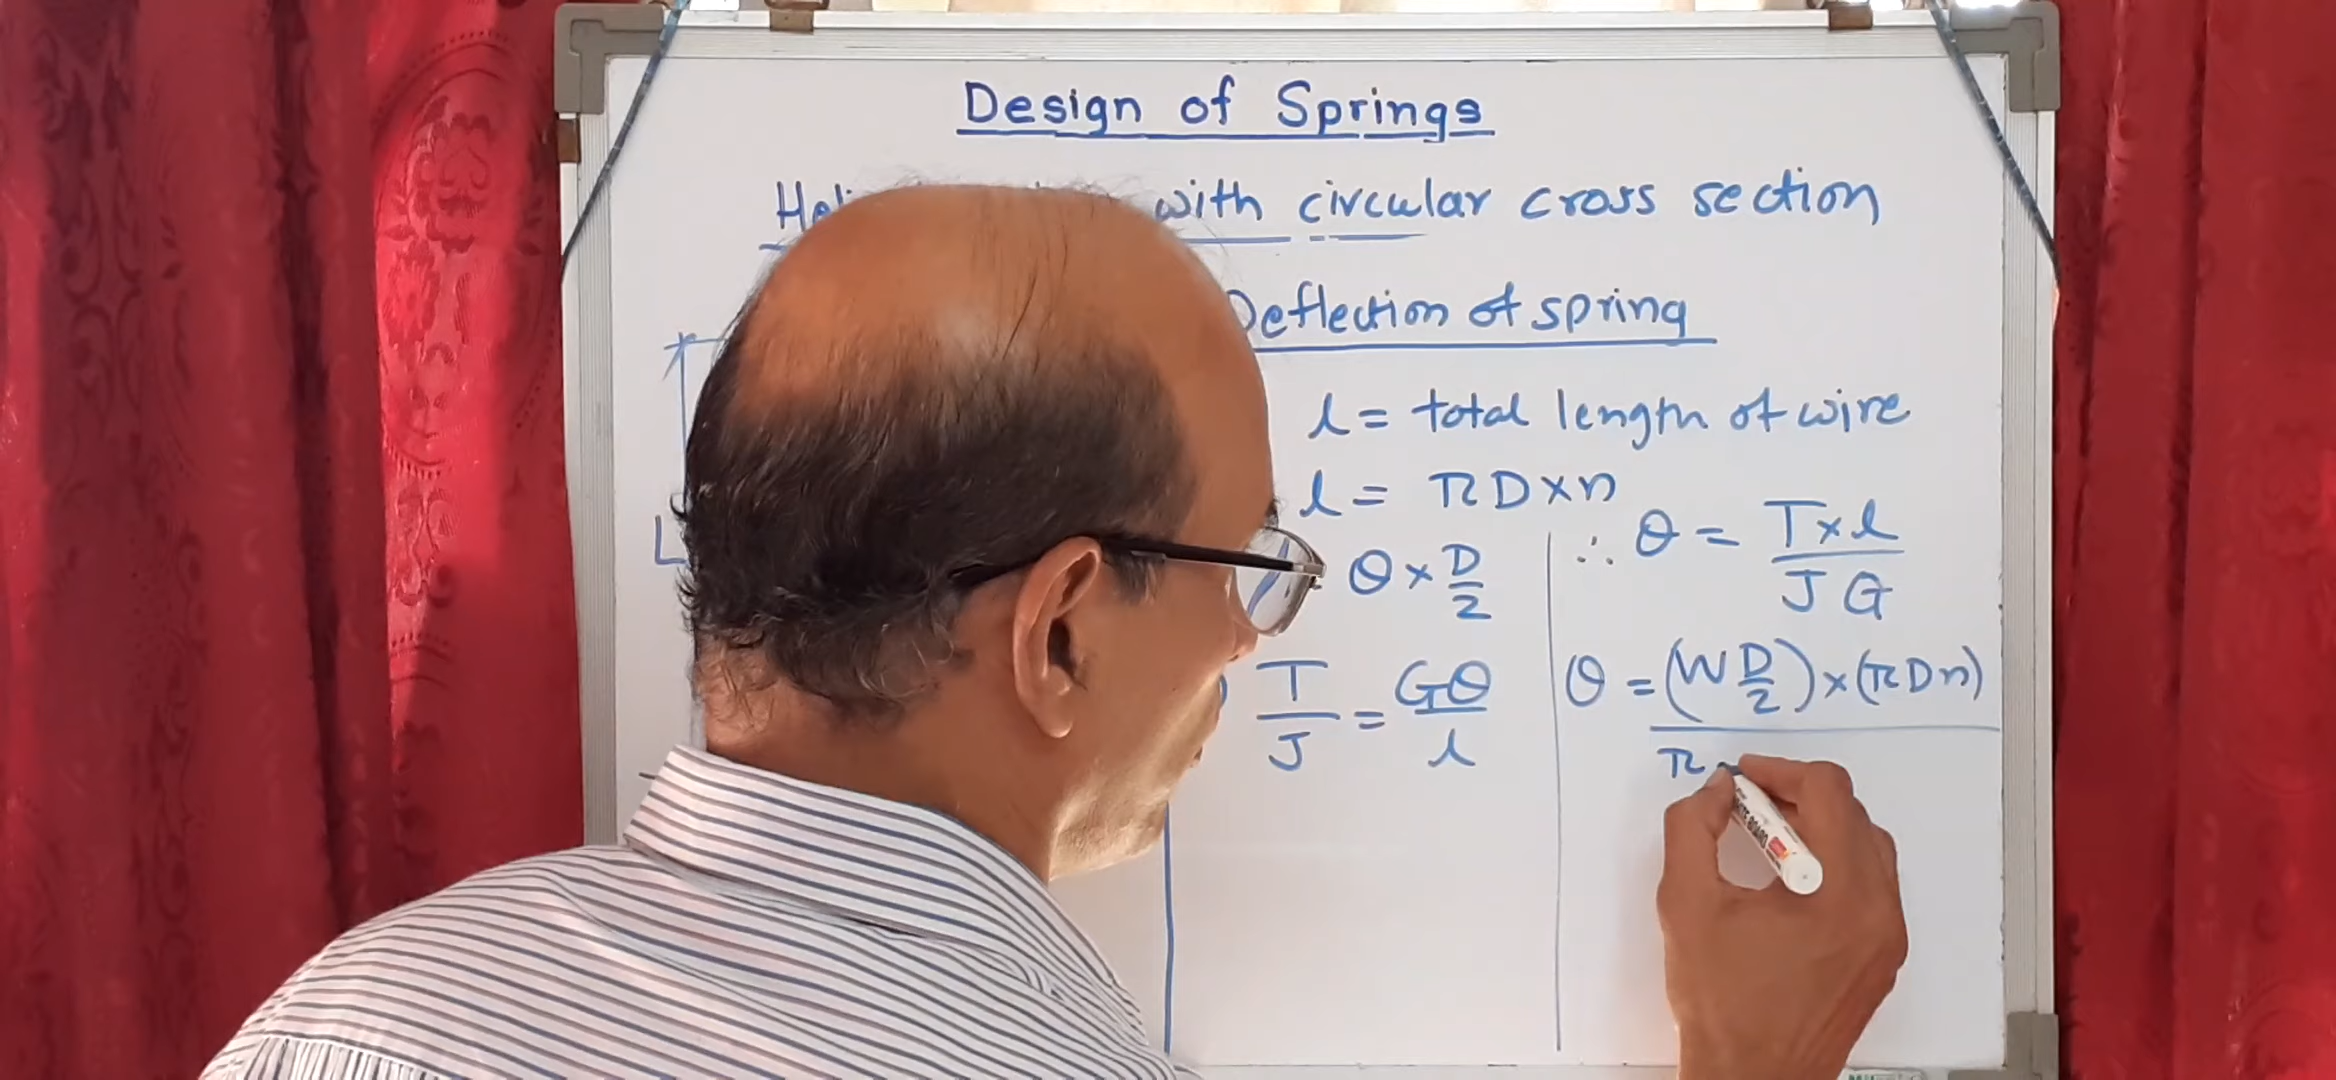 Design of Springs
with circular cross section
Deflection of spring
l = total length of wire
l = πD×n
L
θ × D/2
∴ θ = T×l / J G
T/J = Gθ/l
θ = (W D/2) × (πDn)
π